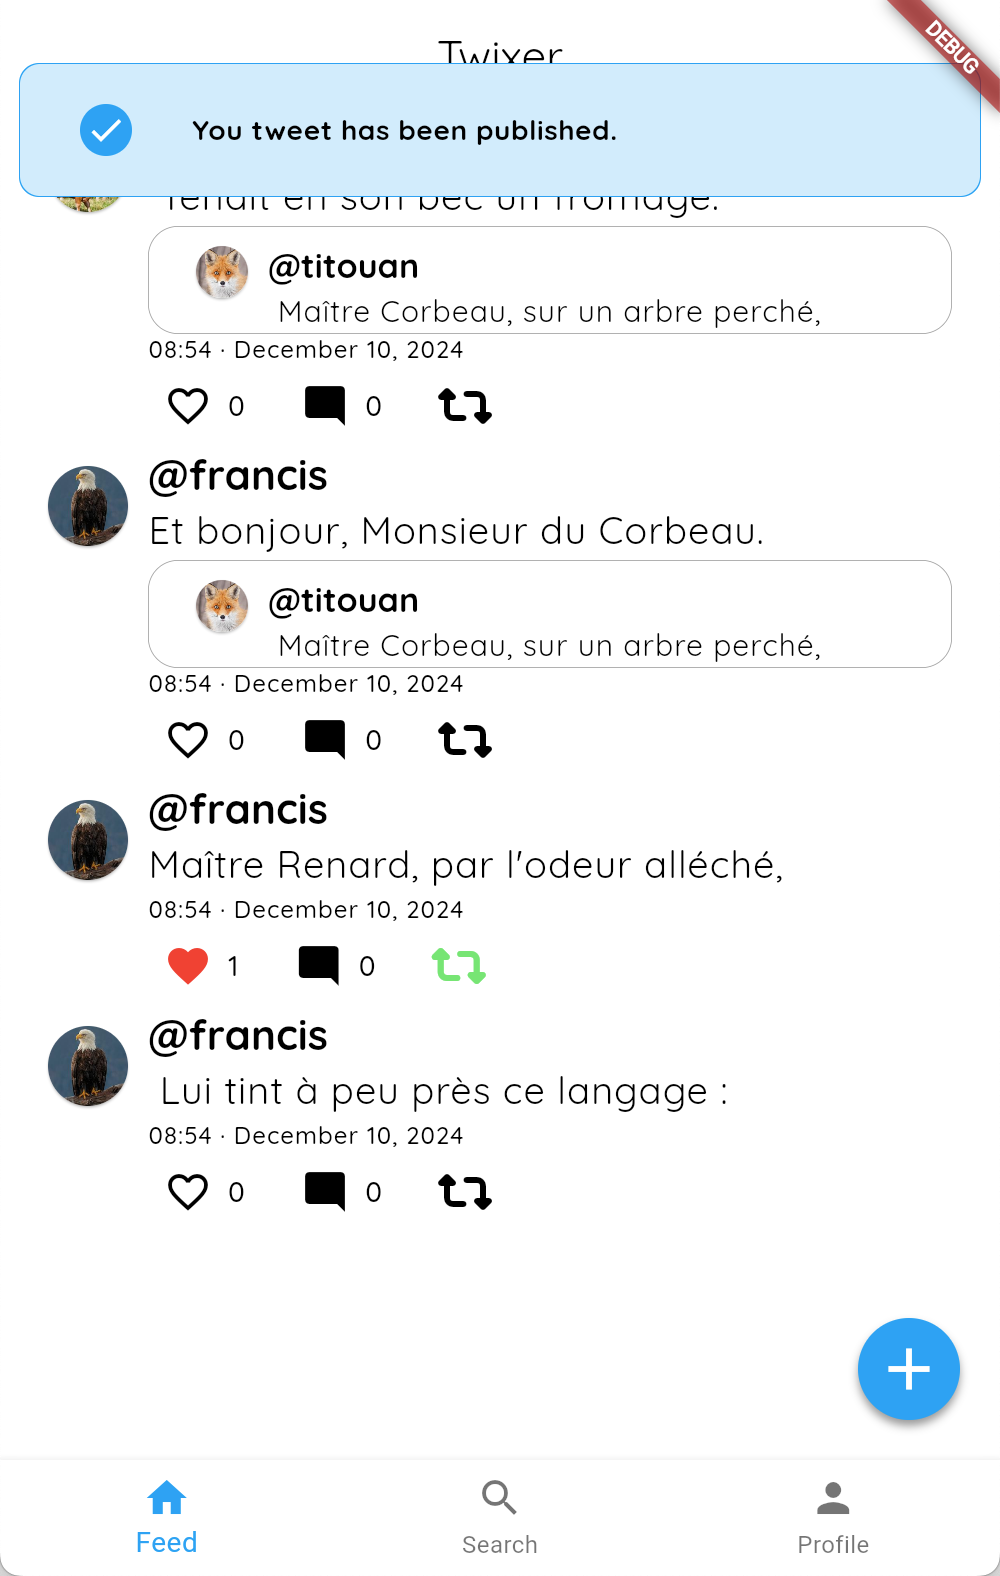 Twixer
DEBUG
You tweet has been published.
Tenait en son bec un fromage.
@titouan
Maître Corbeau, sur un arbre perché,
08:54 · December 10, 2024
0 0
@francis
Et bonjour, Monsieur du Corbeau.
@titouan
Maître Corbeau, sur un arbre perché,
08:54 · December 10, 2024
0 0
@francis
Maître Renard, par l'odeur alléché,
08:54 · December 10, 2024
1 0
@francis
Lui tint à peu près ce langage :
08:54 · December 10, 2024
0 0
Feed Search Profile